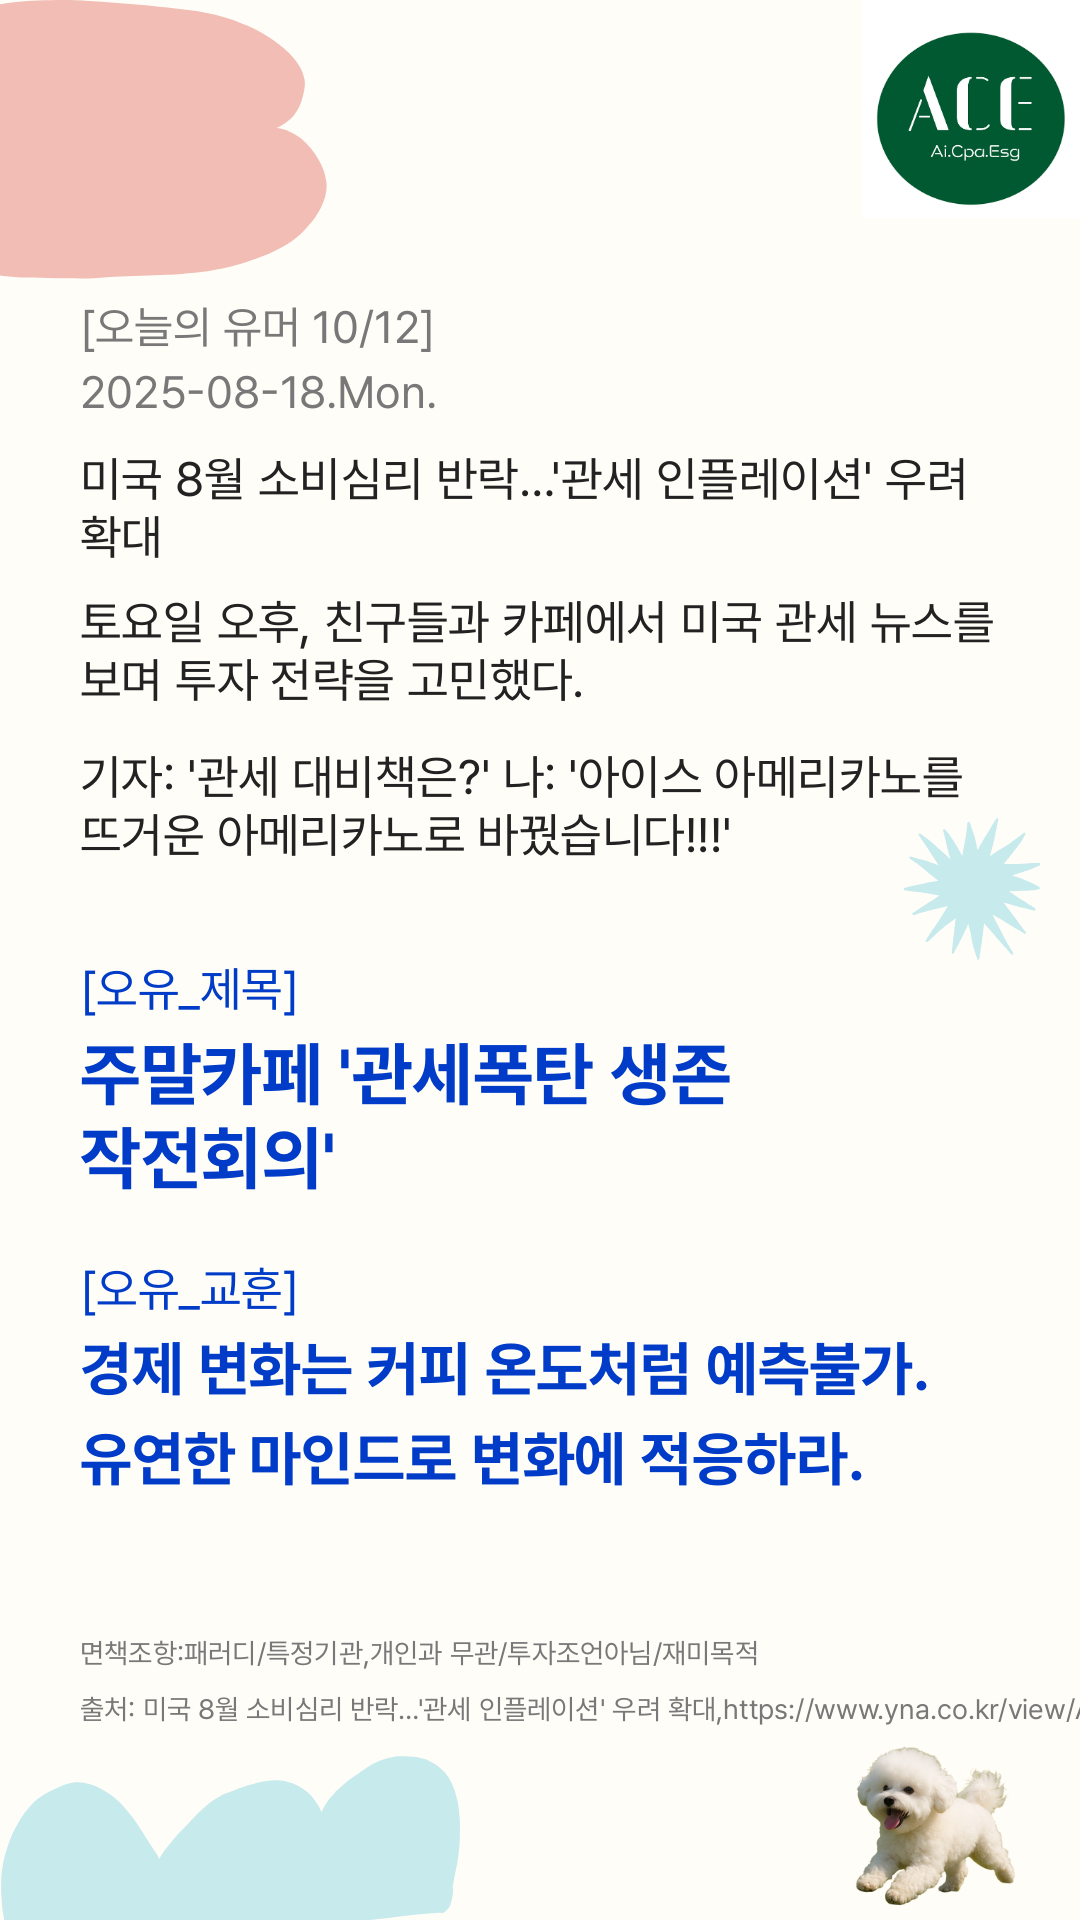 ACE
Ai.Cpa.Esg
[오늘의 유머 10/12]
2025-08-18.Mon.
미국 8월 소비심리 반락...'관세 인플레이션' 우려
확대
토요일 오후, 친구들과 카페에서 미국 관세 뉴스를
보며 투자 전략을 고민했다.
기자: '관세 대비책은?' 나: '아이스 아메리카노를
뜨거운 아메리카노로 바꿨습니다!!!'
[오유_제목]
주말카페 '관세폭탄 생존
작전회의'
[오유_교훈]
경제 변화는 커피 온도처럼 예측불가.
유연한 마인드로 변화에 적응하라.
면책조항:패러디/특정기관,개인과 무관/투자조언아님/재미목적
출처: 미국 8월 소비심리 반락...'관세 인플레이션' 우려 확대,https://www.yna.co.kr/view/